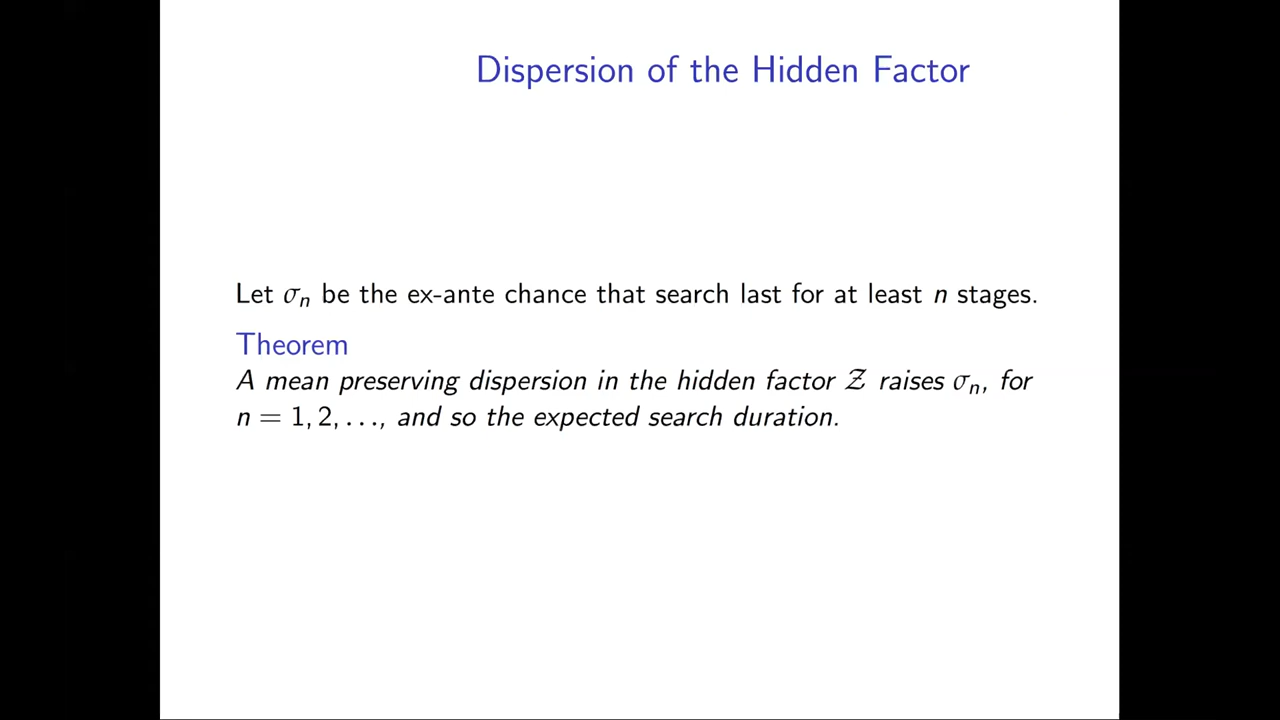 Dispersion of the Hidden Factor
Let σₙ be the ex-ante chance that search last for at least n stages.
Theorem
A mean preserving dispersion in the hidden factor 𝒵 raises σₙ, for
n = 1, 2, . . ., and so the expected search duration.